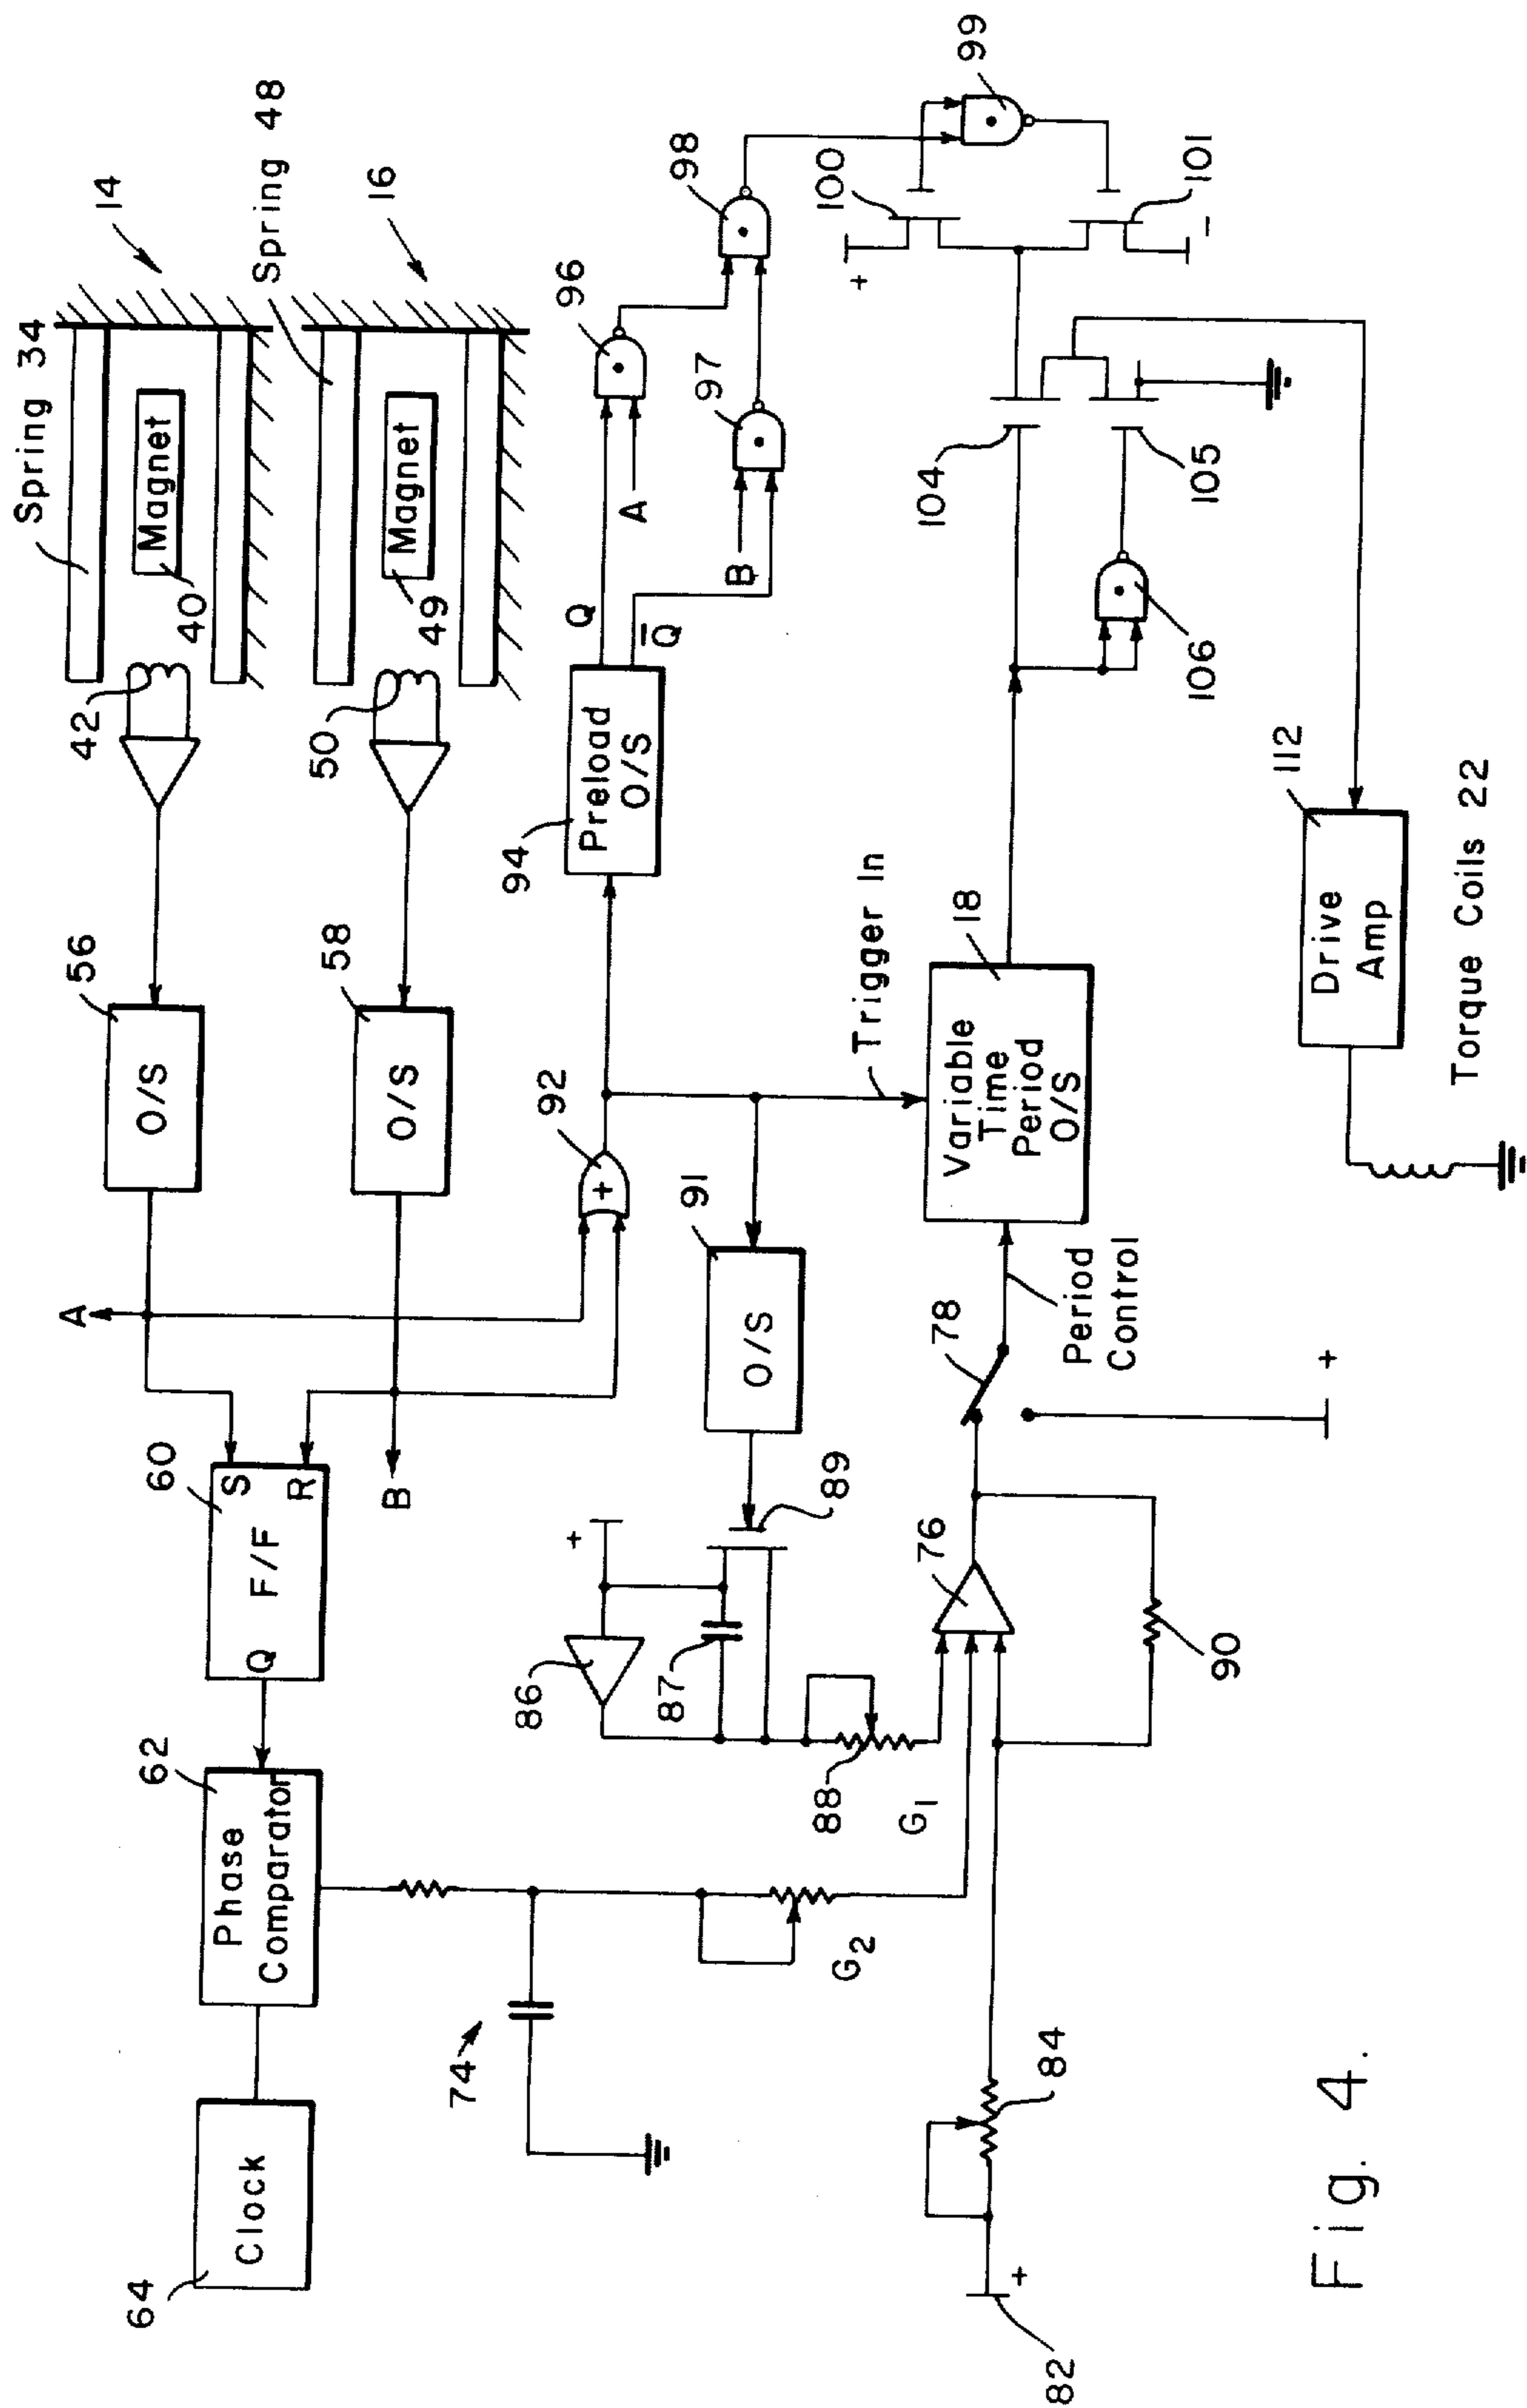 Spring 34
14
Spring 48
16
Magnet
40
Magnet
49
42
50
56
O/S
58
O/S
A
B
60
S
R
F/F
Q
62
Phase
Comparator
64
Clock
74
G2
92
+
94
Preload
O/S
Q
Q̅
A
B
96
97
98
99
100
101
+
-
104
105
106
91
O/S
89
+
86
87
88
G1
76
90
78
+
Period
Control
Trigger In
18
Variable
Time
Period
O/S
112
Drive
Amp
Torque Coils 22
84
82
+
Fig. 4.